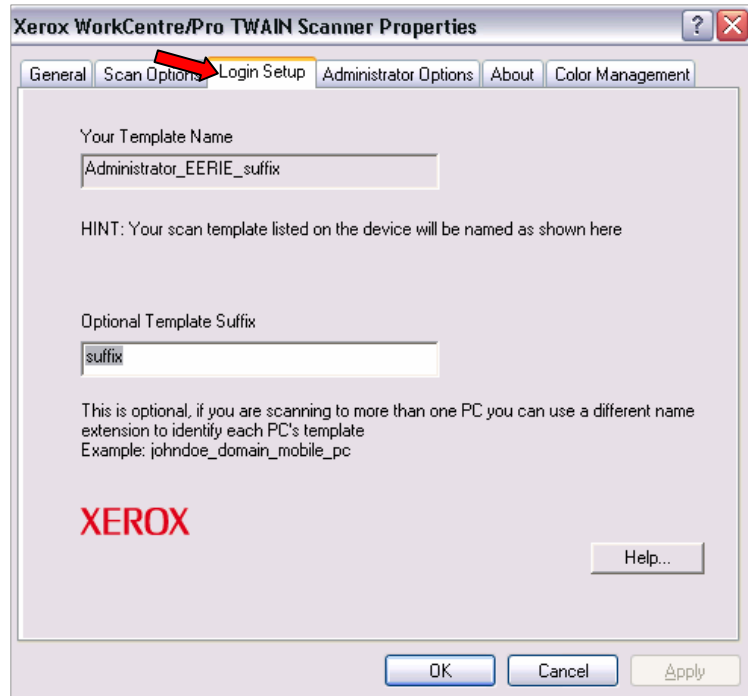 Xerox WorkCentre/Pro TWAIN Scanner Properties
General Scan Options Login Setup Administrator Options About Color Management
Your Template Name
Administrator_EERIE_suffix
HINT: Your scan template listed on the device will be named as shown here
Optional Template Suffix
suffix
This is optional, if you are scanning to more than one PC you can use a different name
extension to identify each PC's template
Example: johndoe_domain_mobile_pc
XEROX
Help...
OK Cancel Apply